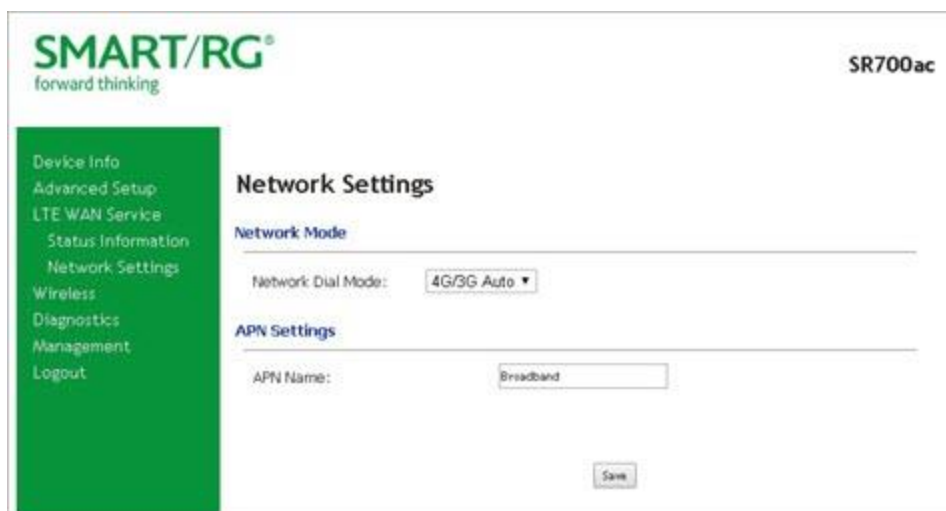 SMART/RG®
forward thinking
SR700ac
Device Info
Advanced Setup
LTE WAN Service
Status Information
Network Settings
Wireless
Diagnostics
Management
Logout
Network Settings
Network Mode
Network Dial Mode: 4G/3G Auto ▼
APN Settings
APN Name: Broadband
Save